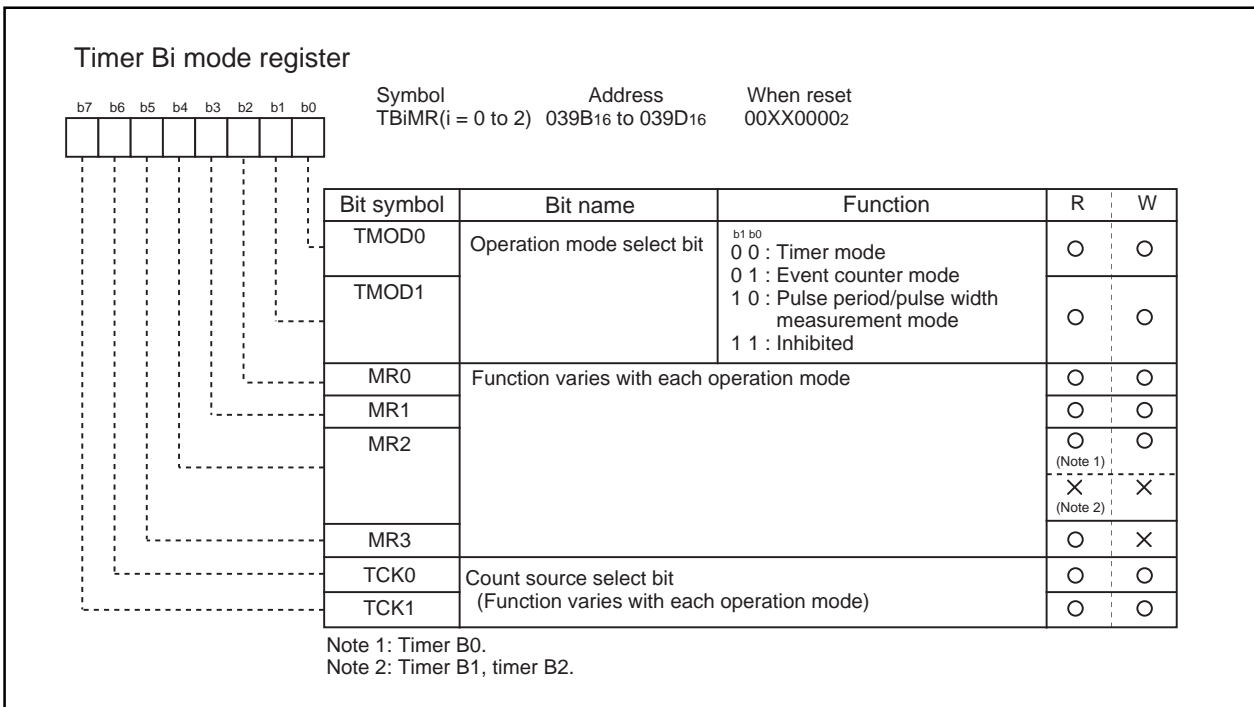 Timer Bi mode register
Symbol Address When reset
TBiMR(i = 0 to 2) 039B16 to 039D16 00XX00002
b7 b6 b5 b4 b3 b2 b1 b0
Bit symbol Bit name Function R W
TMOD0 Operation mode select bit
b1 b0
0 0 : Timer mode
0 1 : Event counter mode
TMOD1
1 0 : Pulse period/pulse width
measurement mode
1 1 : Inhibited
MR0 Function varies with each operation mode
MR1
MR2
(Note 1)
(Note 2)
MR3
TCK0 Count source select bit
TCK1 (Function varies with each operation mode)
Note 1: Timer B0.
Note 2: Timer B1, timer B2.